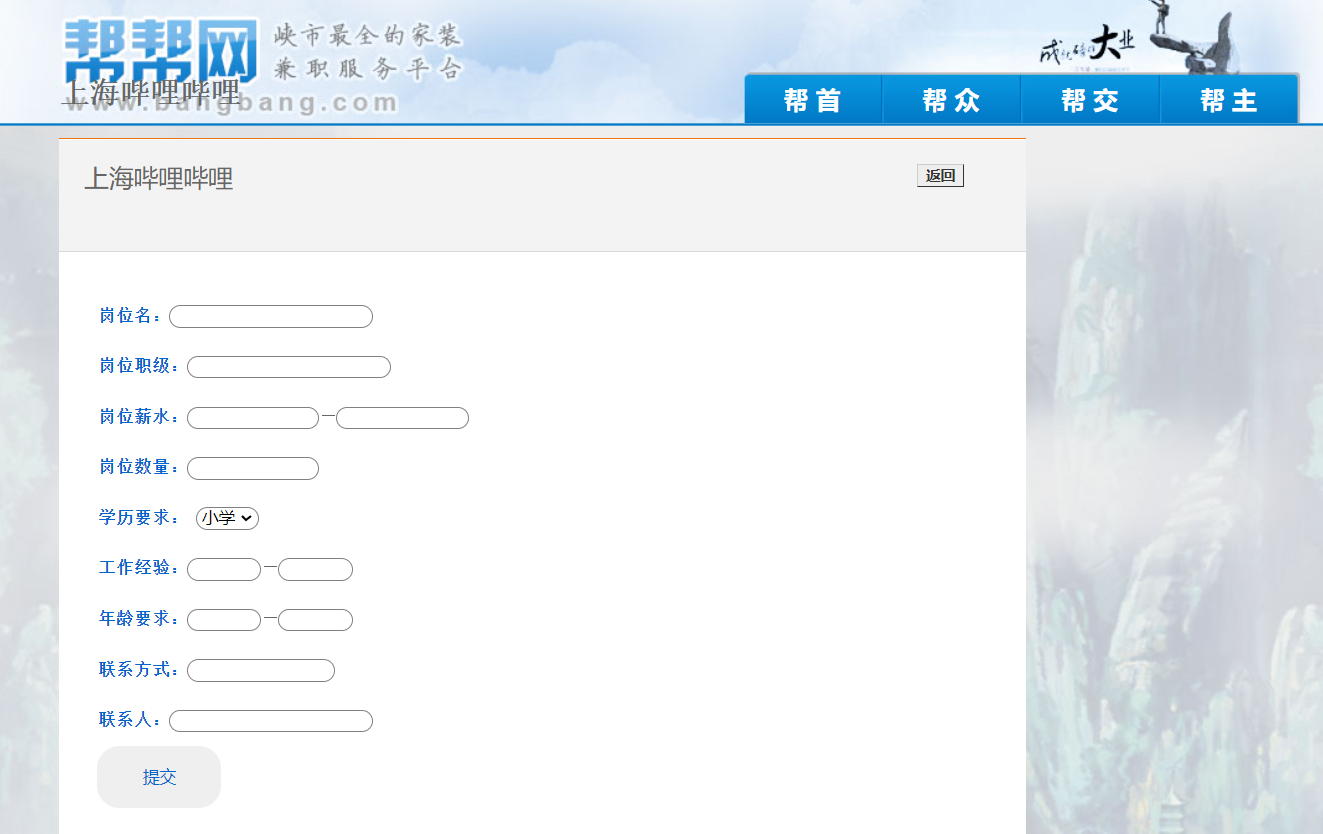 帮帮网
峡市最全的家装
兼职服务平台
上海哔哩哔哩
www.bangbang.com
大业
帮首
帮众
帮交
帮主
上海哔哩哔哩
返回
岗位名：
岗位职级：
岗位薪水： —
岗位数量：
学历要求： 小学
工作经验： —
年龄要求： —
联系方式：
联系人：
提交